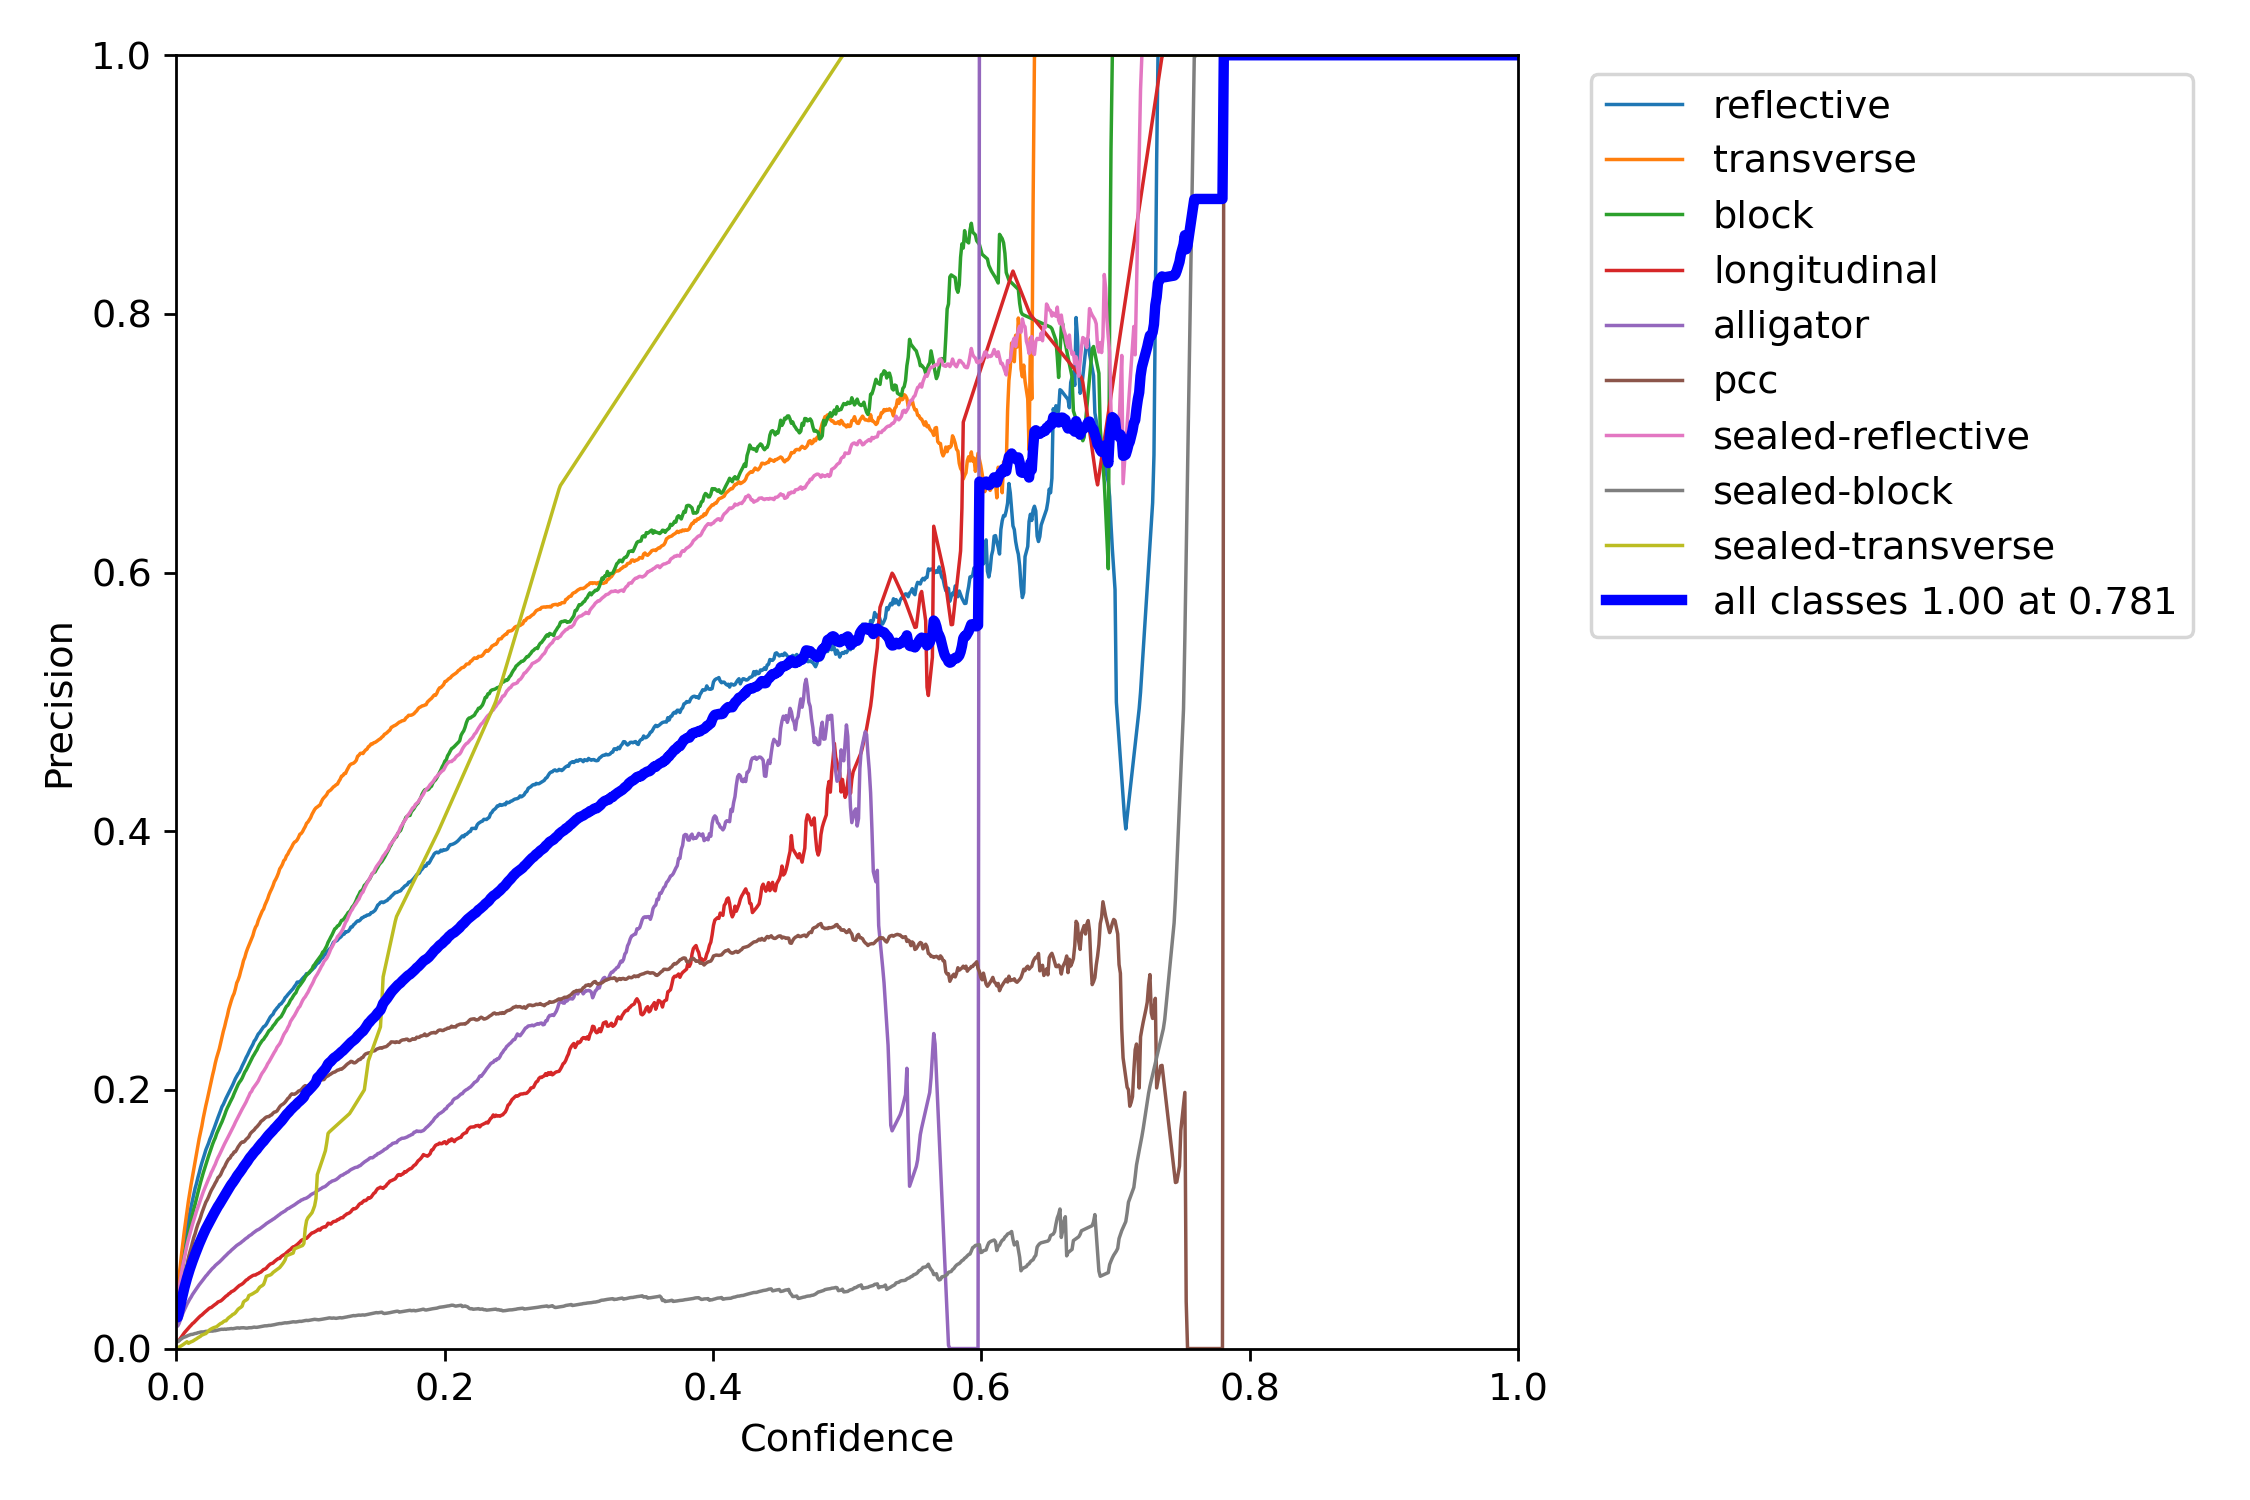 1.0
0.8
0.6
0.4
0.2
0.0
0.0 0.2 0.4 0.6 0.8 1.0
Precision
Confidence
reflective
transverse
block
longitudinal
alligator
pcc
sealed-reflective
sealed-block
sealed-transverse
all classes 1.00 at 0.781